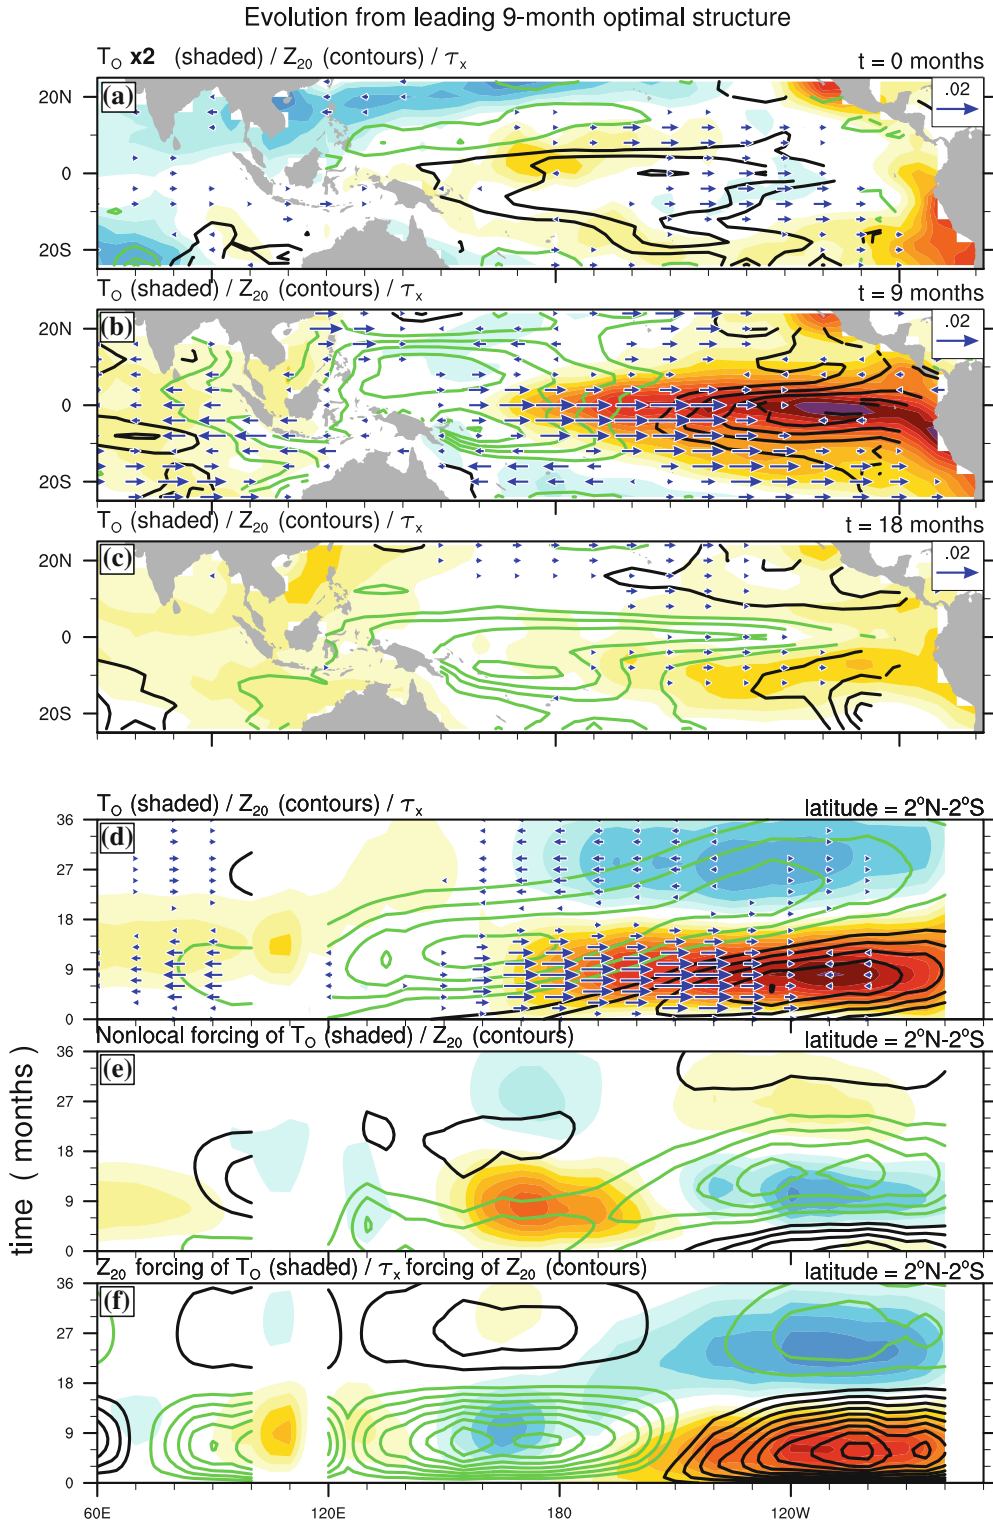 Evolution from leading 9-month optimal structure
T_O x2 (shaded) / Z_20 (contours) / τ_x
t = 0 months
(a)
.02
20N
0
20S
T_O (shaded) / Z_20 (contours) / τ_x
t = 9 months
(b)
.02
20N
0
20S
T_O (shaded) / Z_20 (contours) / τ_x
t = 18 months
(c)
.02
20N
0
20S
T_O (shaded) / Z_20 (contours) / τ_x
latitude = 2°N-2°S
(d)
36
27
18
9
0
Nonlocal forcing of T_O (shaded) / Z_20 (contours)
latitude = 2°N-2°S
(e)
36
27
18
9
0
time ( months)
Z_20 forcing of T_O (shaded) / τ_x forcing of Z_20 (contours)
latitude = 2°N-2°S
(f)
36
27
18
9
0
60E 120E 180 120W